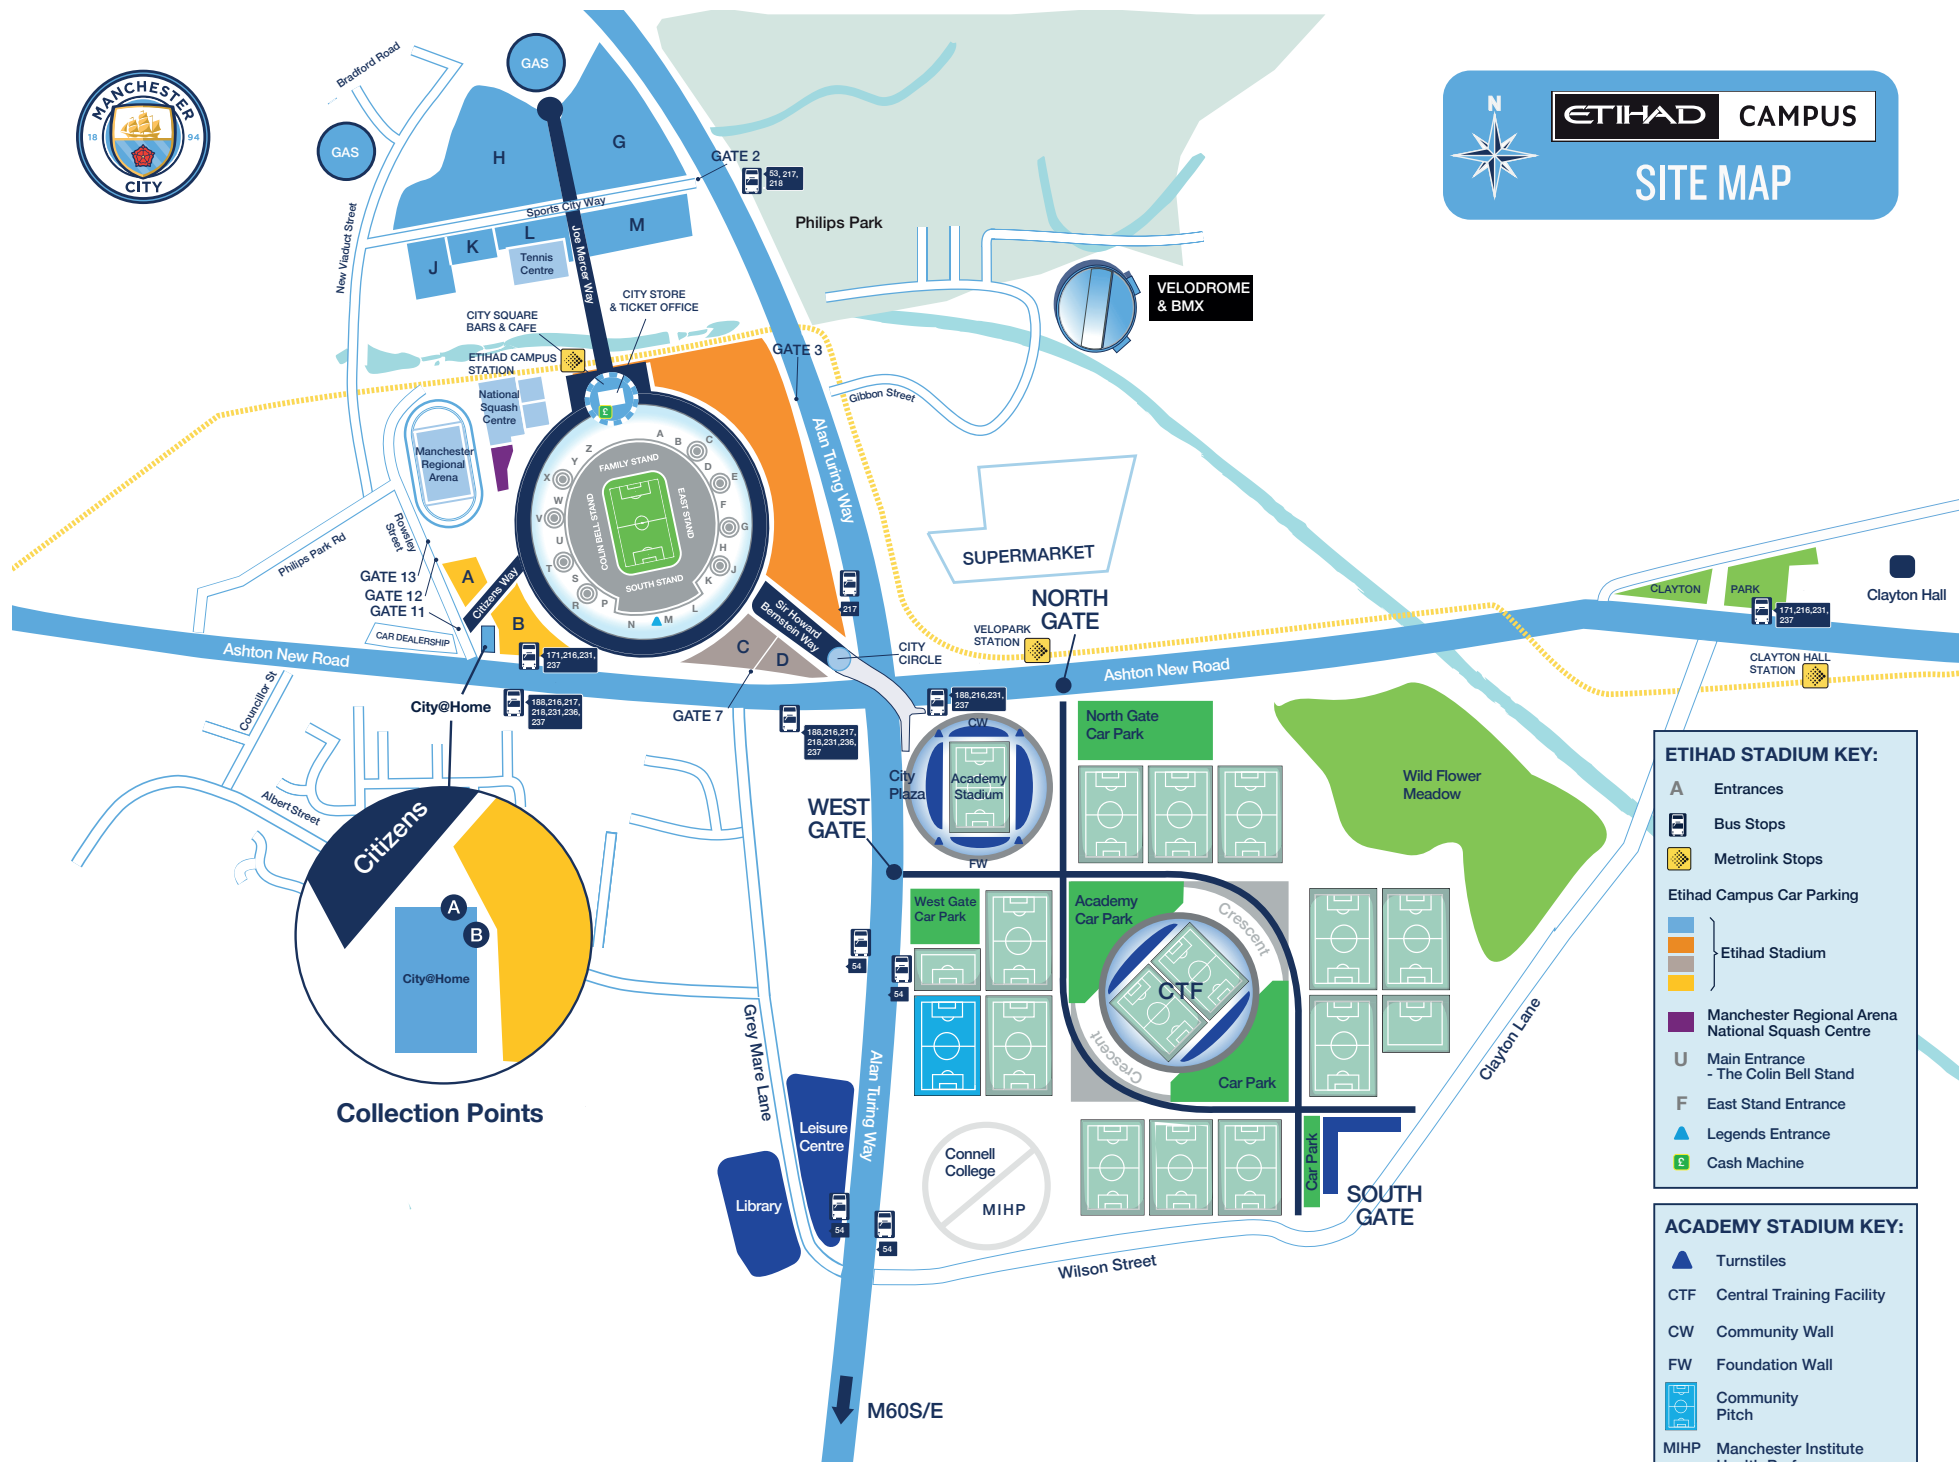 MANCHESTER
18 94
CITY
GAS
GAS
Bradford Road
New Viaduct Street
H
G
GATE 2
53, 217,
218
Sports City Way
Joe Mercer Way
J
K
L
M
Tennis
Centre
Philips Park
VELODROME
& BMX
N
ETIHAD CAMPUS
SITE MAP
CITY STORE
& TICKET OFFICE
CITY SQUARE
BARS & CAFE
ETIHAD CAMPUS
STATION
GATE 3
Gibbon Street
National
Squash
Centre
Manchester
Regional
Arena
Alan Turing Way
£
A
B
C
D
E
F
G
H
J
K
L
M
N
P
R
S
T
U
V
W
X
Y
Z
FAMILY STAND
EAST STAND
SOUTH STAND
COLIN BELL STAND
Rowsley
Street
Philips Park Rd
GATE 13
GATE 12
GATE 11
CAR DEALERSHIP
A
B
Citizens Way
C
D
Sir Howard
Bernstein Way
217
CITY
CIRCLE
SUPERMARKET
NORTH
GATE
VELOPARK
STATION
CLAYTON PARK
Clayton Hall
171,216,231,
237
CLAYTON HALL
STATION
Ashton New Road
Ashton New Road
171,216,231,
237
188,216,217,
218,231,236,
237
City@Home
GATE 7
188,216,217,
218,231,236,
237
188,216,231,
237
Councillor St
Albert Street
CW
City
Plaza
Academy
Stadium
FW
WEST
GATE
North Gate
Car Park
Wild Flower
Meadow
Citizens
A
B
City@Home
Collection Points
West Gate
Car Park
Academy
Car Park
Crescent
CTF
Crescent
Car Park
54
54
Grey Mare Lane
Alan Turing Way
Leisure
Centre
Library
54
54
Connell
College
MIHP
Car Park
SOUTH
GATE
Clayton Lane
Wilson Street
M60S/E
ETIHAD STADIUM KEY:
A Entrances
Bus Stops
Metrolink Stops
Etihad Campus Car Parking
Etihad Stadium
Manchester Regional Arena
National Squash Centre
U Main Entrance
- The Colin Bell Stand
F East Stand Entrance
Legends Entrance
£ Cash Machine
ACADEMY STADIUM KEY:
Turnstiles
CTF Central Training Facility
CW Community Wall
FW Foundation Wall
Community
Pitch
MIHP Manchester Institute